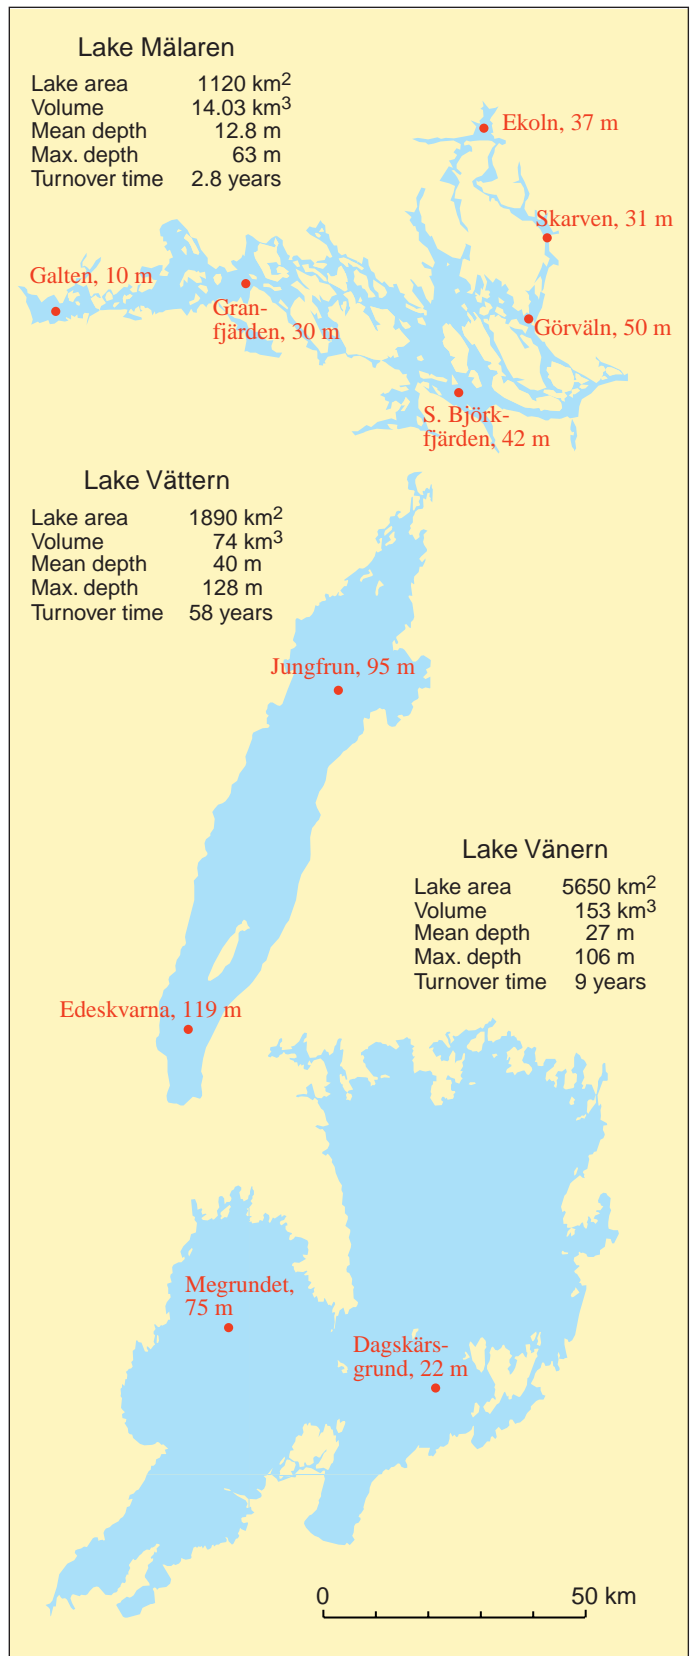 Lake Mälaren
Lake area 1120 km2
Volume 14.03 km3
Mean depth 12.8 m
Max. depth 63 m
Turnover time 2.8 years
Ekoln, 37 m
Skarven, 31 m
Galten, 10 m
Gran-
fjärden, 30 m
Görväln, 50 m
S. Björk-
fjärden, 42 m
Lake Vättern
Lake area 1890 km2
Volume 74 km3
Mean depth 40 m
Max. depth 128 m
Turnover time 58 years
Jungfrun, 95 m
Lake Vänern
Lake area 5650 km2
Volume 153 km3
Mean depth 27 m
Max. depth 106 m
Turnover time 9 years
Edeskvarna, 119 m
Megrundet,
75 m
Dagskärs-
grund, 22 m
0 50 km